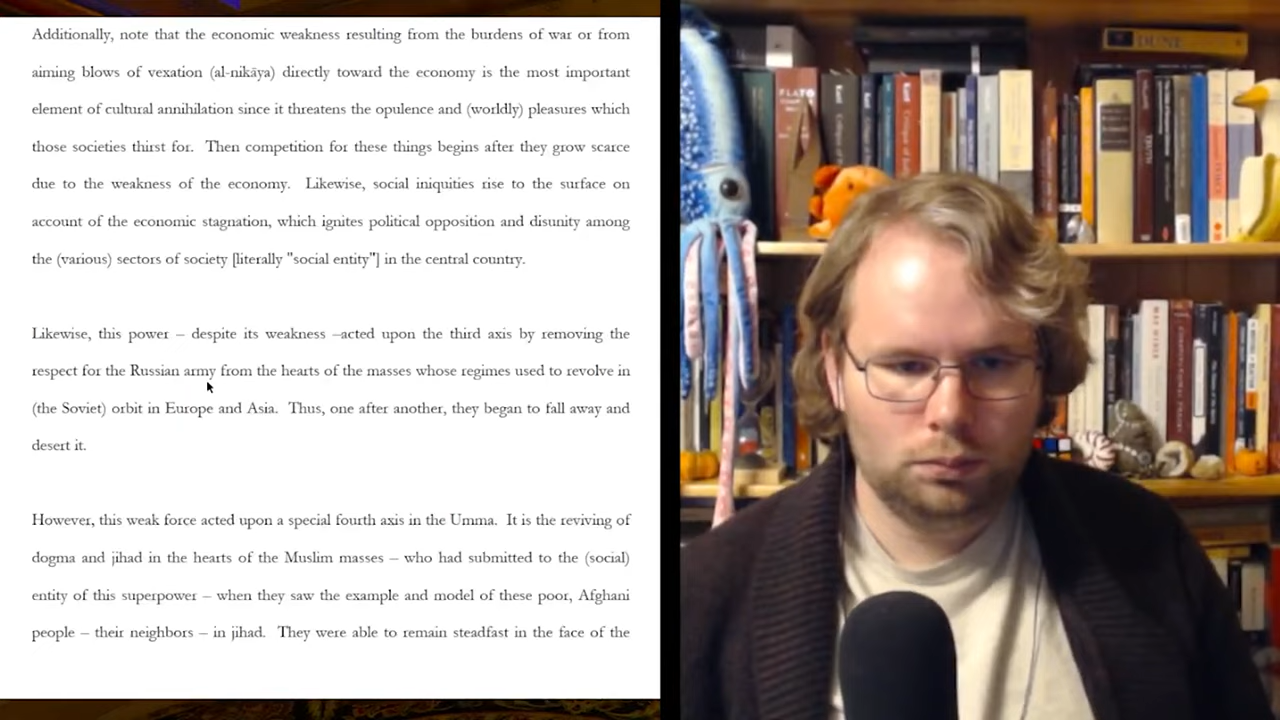 Additionally, note that the economic weakness resulting from the burdens of war or from
aiming blows of vexation (al-nikāya) directly toward the economy is the most important
element of cultural annihilation since it threatens the opulence and (worldly) pleasures which
those societies thirst for. Then competition for these things begins after they grow scarce
due to the weakness of the economy. Likewise, social iniquities rise to the surface on
account of the economic stagnation, which ignites political opposition and disunity among
the (various) sectors of society [literally "social entity"] in the central country.
Likewise, this power – despite its weakness –acted upon the third axis by removing the
respect for the Russian army from the hearts of the masses whose regimes used to revolve in
(the Soviet) orbit in Europe and Asia. Thus, one after another, they began to fall away and
desert it.
However, this weak force acted upon a special fourth axis in the Umma. It is the reviving of
dogma and jihad in the hearts of the Muslim masses – who had submitted to the (social)
entity of this superpower – when they saw the example and model of these poor, Afghani
people – their neighbors – in jihad. They were able to remain steadfast in the face of the
DUNE
PLATO
Kant
Kant